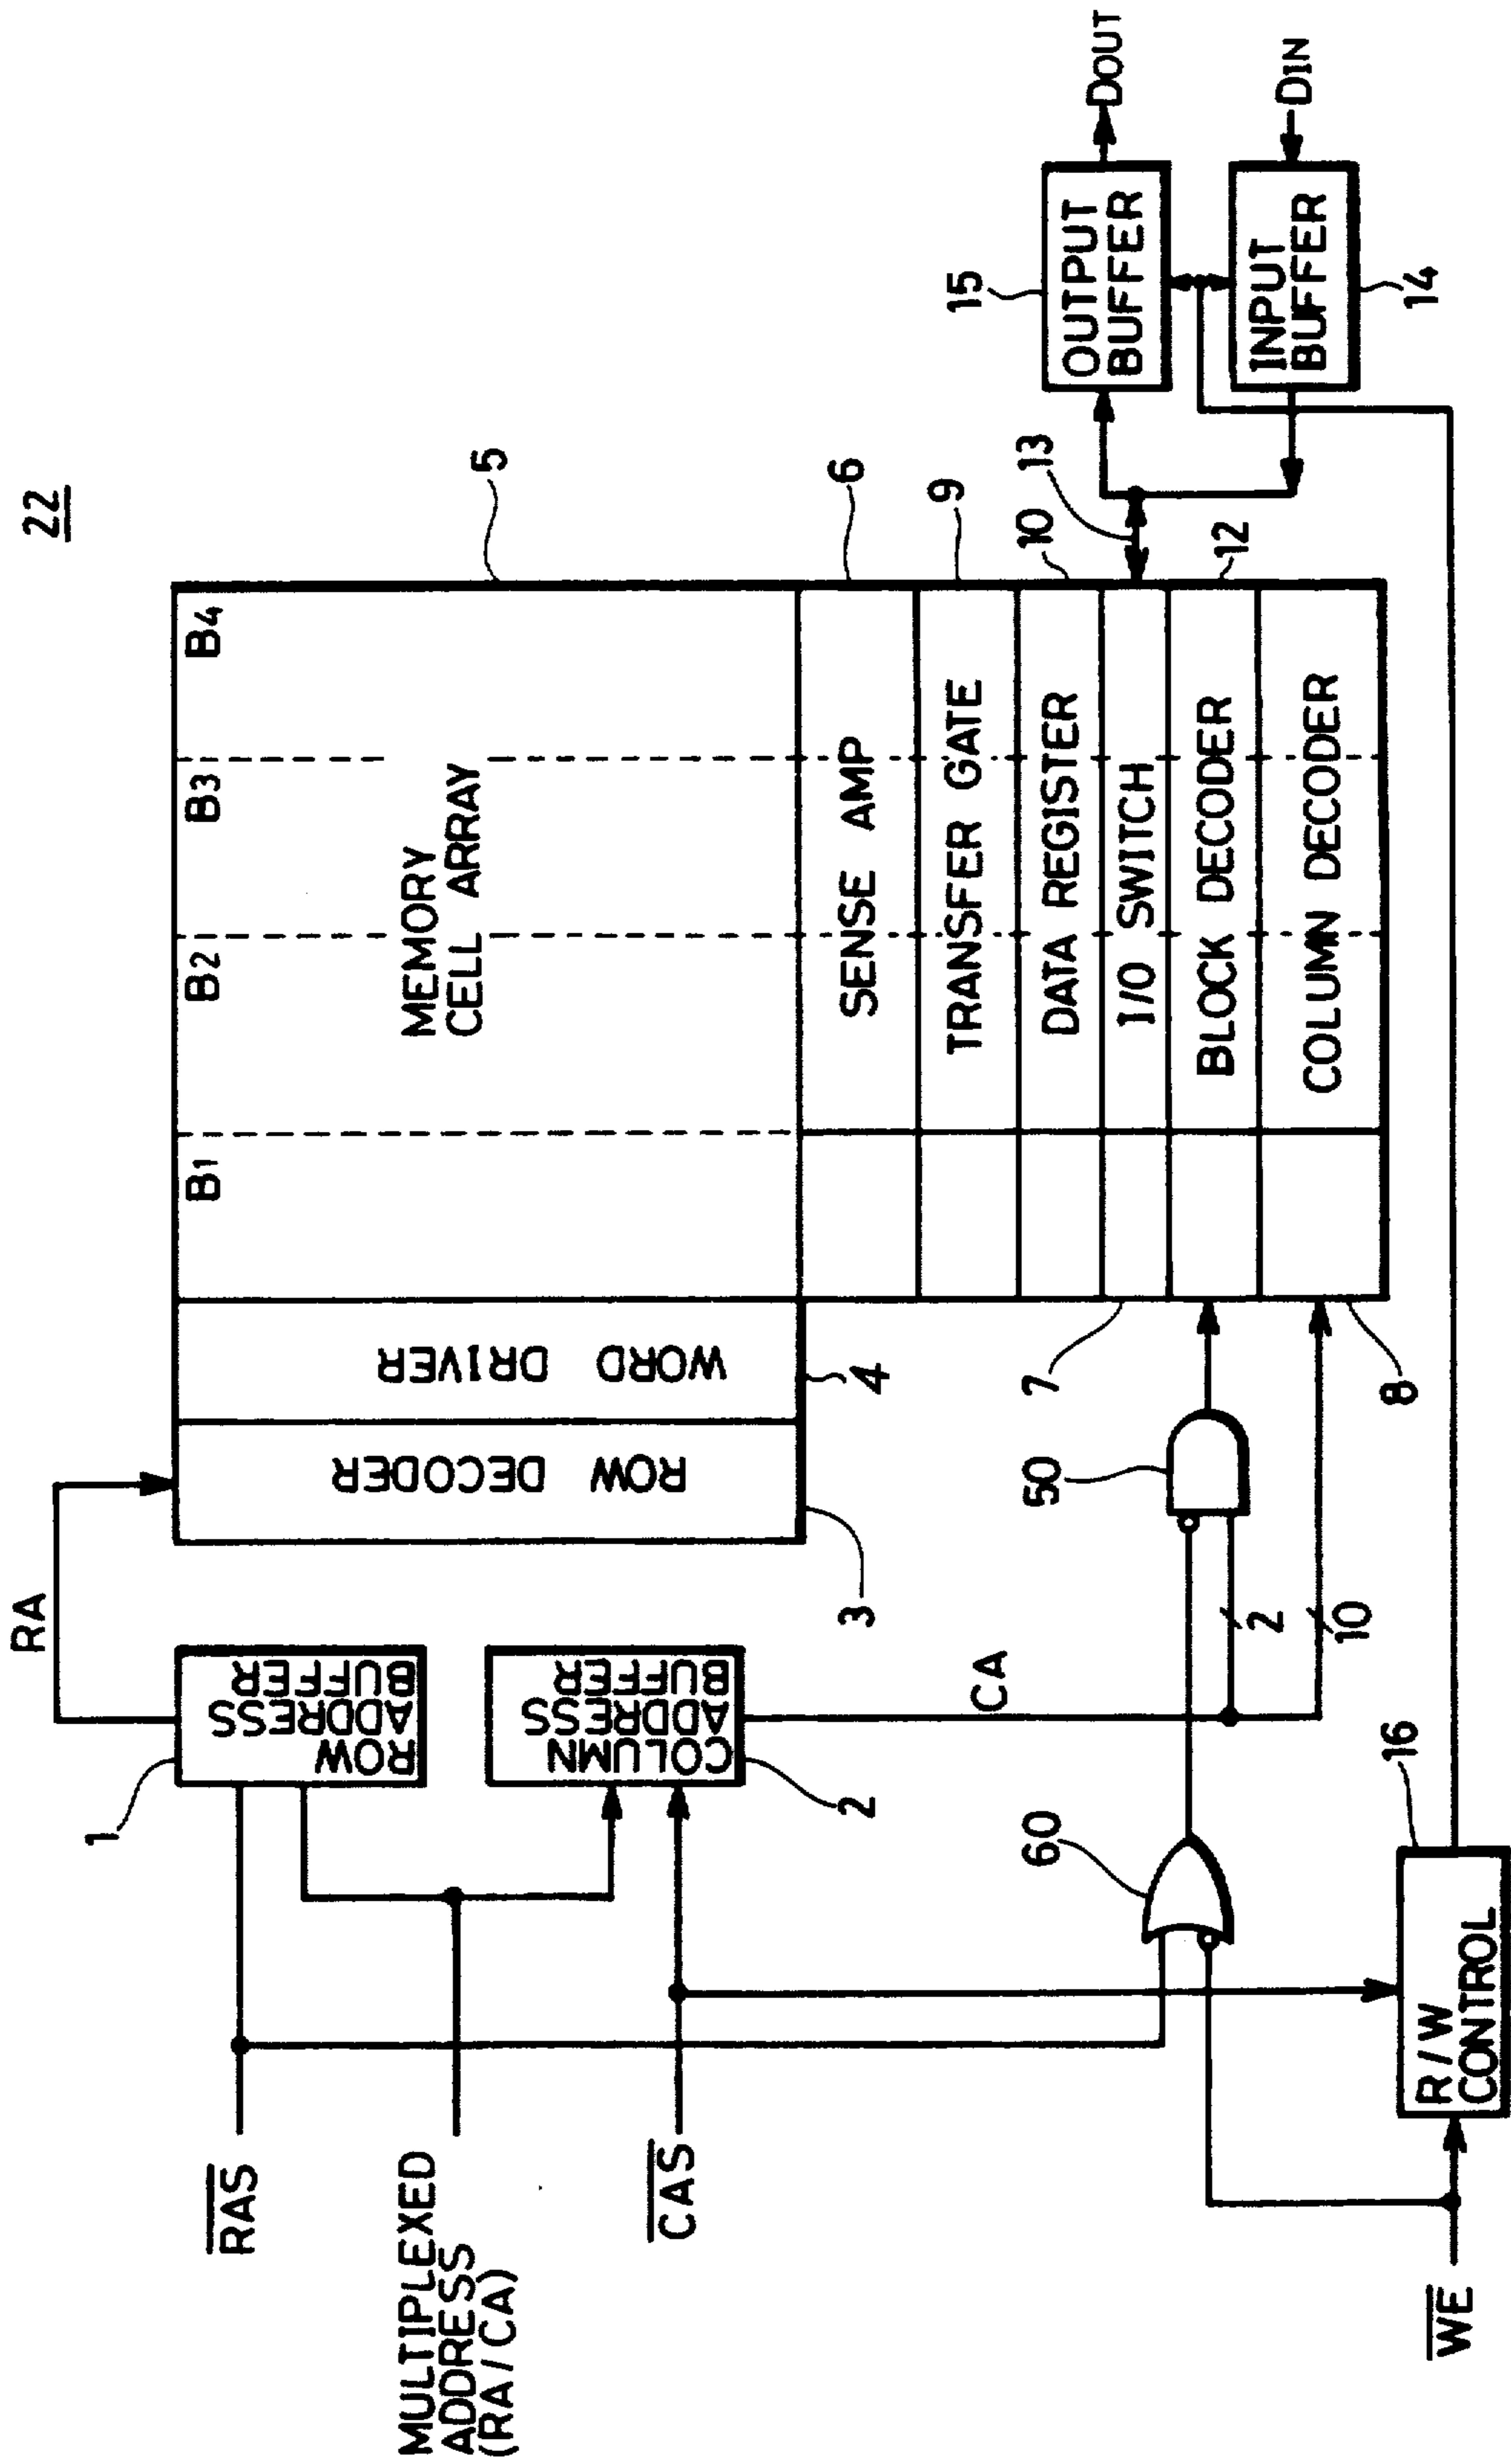 22
RA
1
ROW
ADDRESS
BUFFER
COLUMN
ADDRESS
BUFFER
2
3
ROW DECODER
WORD DRIVER
4
B1
B2
B3
B4
MEMORY
CELL ARRAY
5
SENSE AMP
6
TRANSFER GATE
9
DATA REGISTER
10
I/O SWITCH
13
BLOCK DECODER
12
COLUMN DECODER
7
8
RAS
MULTIPLEXED
ADDRESS
(RA/CA)
CAS
WE
CA
60
50
2
10
16
R/W
CONTROL
15
OUTPUT
BUFFER
DOUT
INPUT
BUFFER
DIN
14